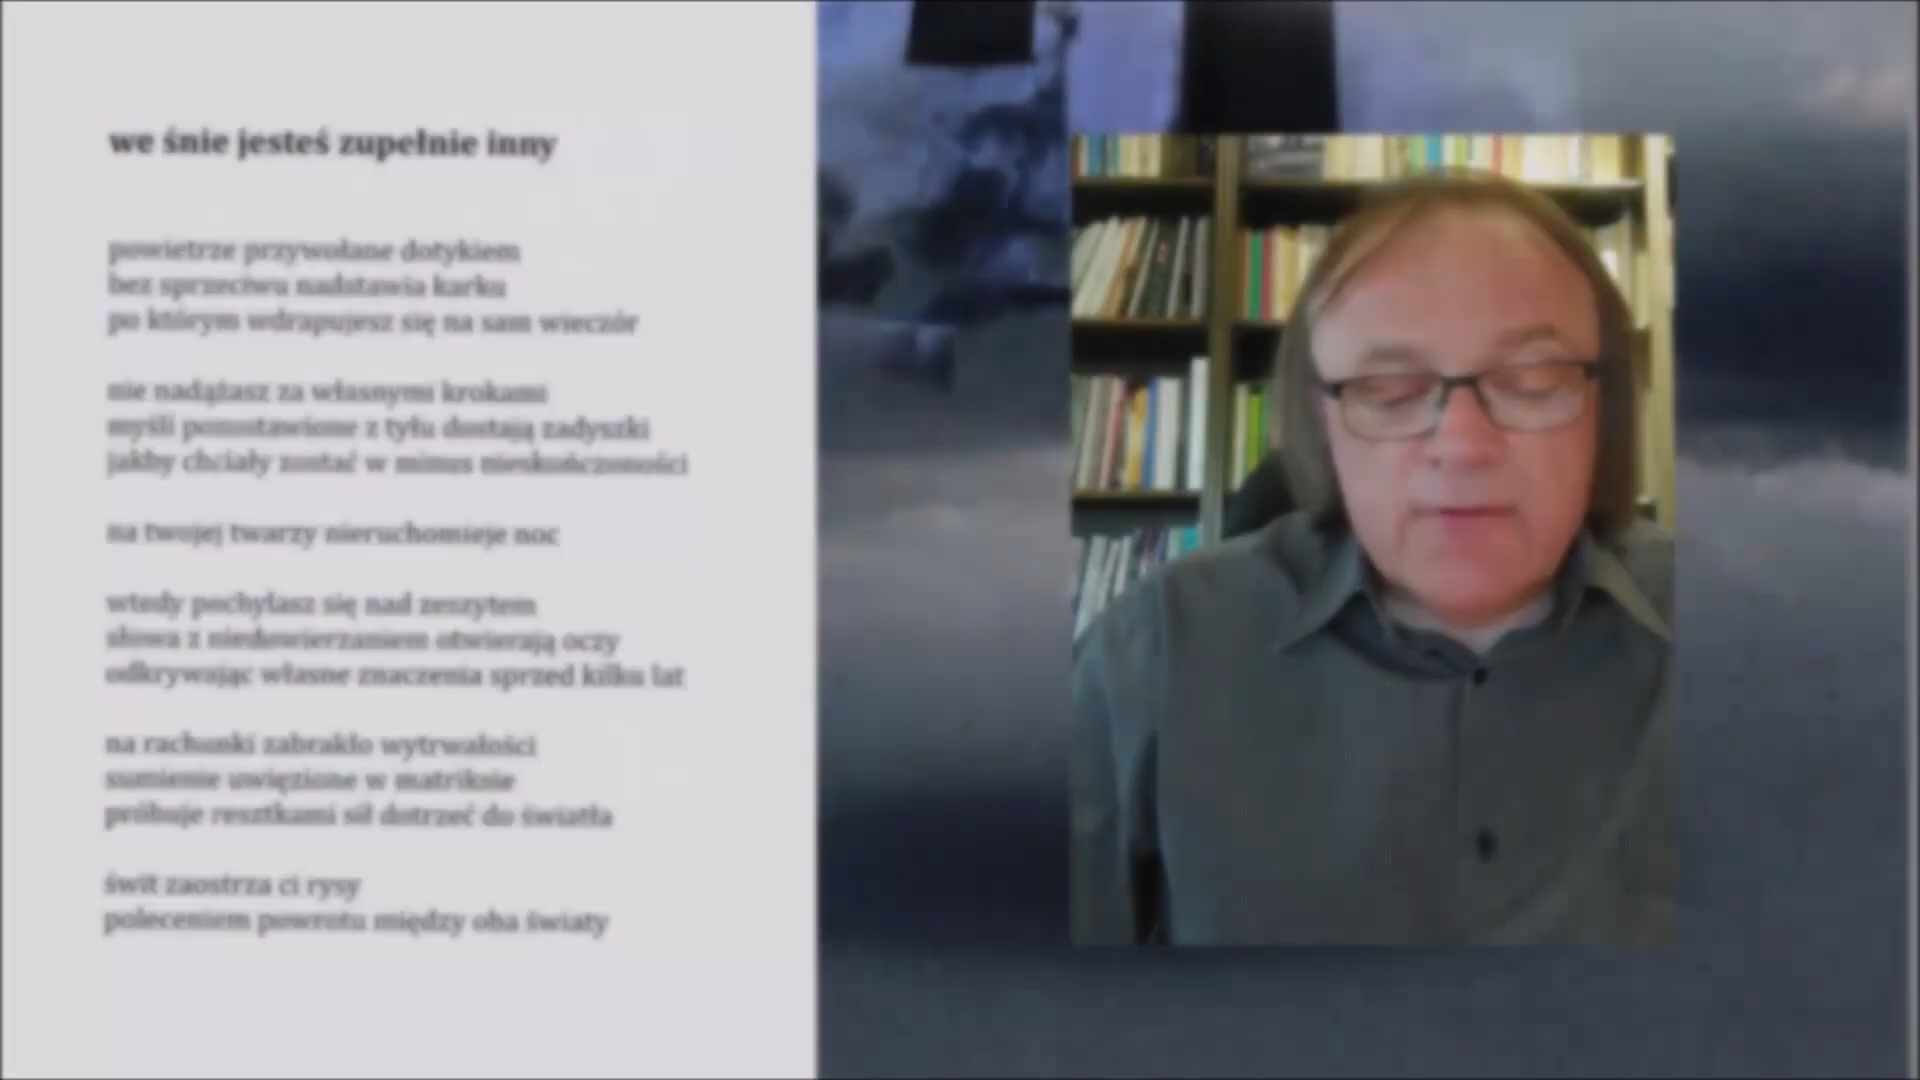 we śnie jesteś zupełnie inny
powietrze przywołane dotykiem
bez sprzeciwu nadstawia karku
po którym wdrapujesz się na sam wieczór
nie nadążasz za własnymi krokami
myśli pozostawione z tyłu dostają zadyszki
jakby chciały zostać w minus nieskończoności
na twojej twarzy nieruchomieje noc
wtedy pochylasz się nad zeszytem
słowa z niedowierzaniem otwierają oczy
odkrywając własne znaczenia sprzed kilku lat
na rachunki zabrakło wytrwałości
sumienie uwięzione w matriksie
próbuje resztkami sił dotrzeć do światła
świt zaostrza ci rysy
poleceniem powrotu między oba światy